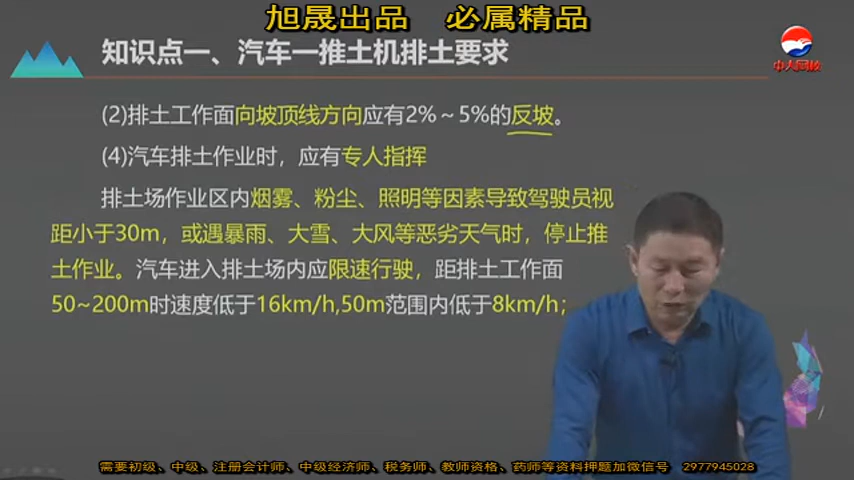 旭晟出品 必属精品
知识点一、汽车一推土机排土要求
(2)排土工作面向坡顶线方向应有2%～5%的反坡。
(4)汽车排土作业时，应有专人指挥
排土场作业区内烟雾、粉尘、照明等因素导致驾驶员视
距小于30m，或遇暴雨、大雪、大风等恶劣天气时，停止推
土作业。汽车进入排土场内应限速行驶，距排土工作面
50~200m时速度低于16km/h,50m范围内低于8km/h；
需要初级、中级、注册会计师、中级经济师、税务师、教师资格、药师等资料押题加微信号 2977945028